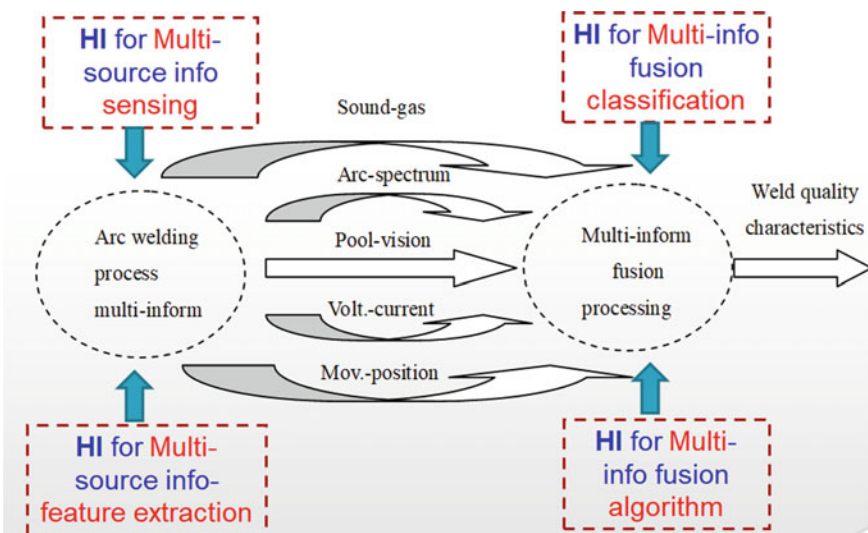 HI for Multi-
source info
sensing
HI for Multi-info
fusion
classification
Sound-gas
Arc-spectrum
Pool-vision
Volt.-current
Mov.-position
Arc welding
process
multi-inform
Multi-inform
fusion
processing
Weld quality
characteristics
HI for Multi-
source info-
feature extraction
HI for Multi-
info fusion
algorithm